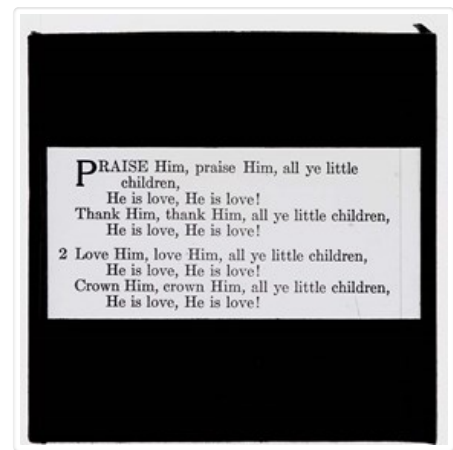 PRAISE Him, praise Him, all ye little
children,
He is love, He is love!
Thank Him, thank Him, all ye little children,
He is love, He is love!
2 Love Him, love Him, all ye little children,
He is love, He is love!
Crown Him, crown Him, all ye little children,
He is love, He is love!